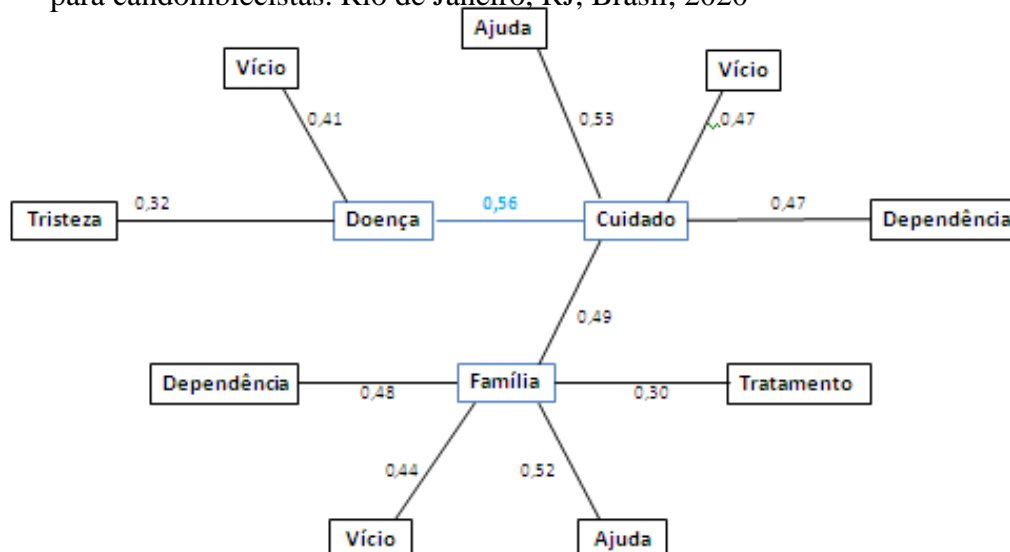 para candomblecistas. Rio de Janeiro, RJ, Brasil, 2020
Ajuda
Vício
Vício
0,41
0,53
0,47
Tristeza
0,32
Doença
0,56
Cuidado
0,47
Dependência
0,49
Dependência
0,48
Família
0,30
Tratamento
0,44
0,52
Vício
Ajuda